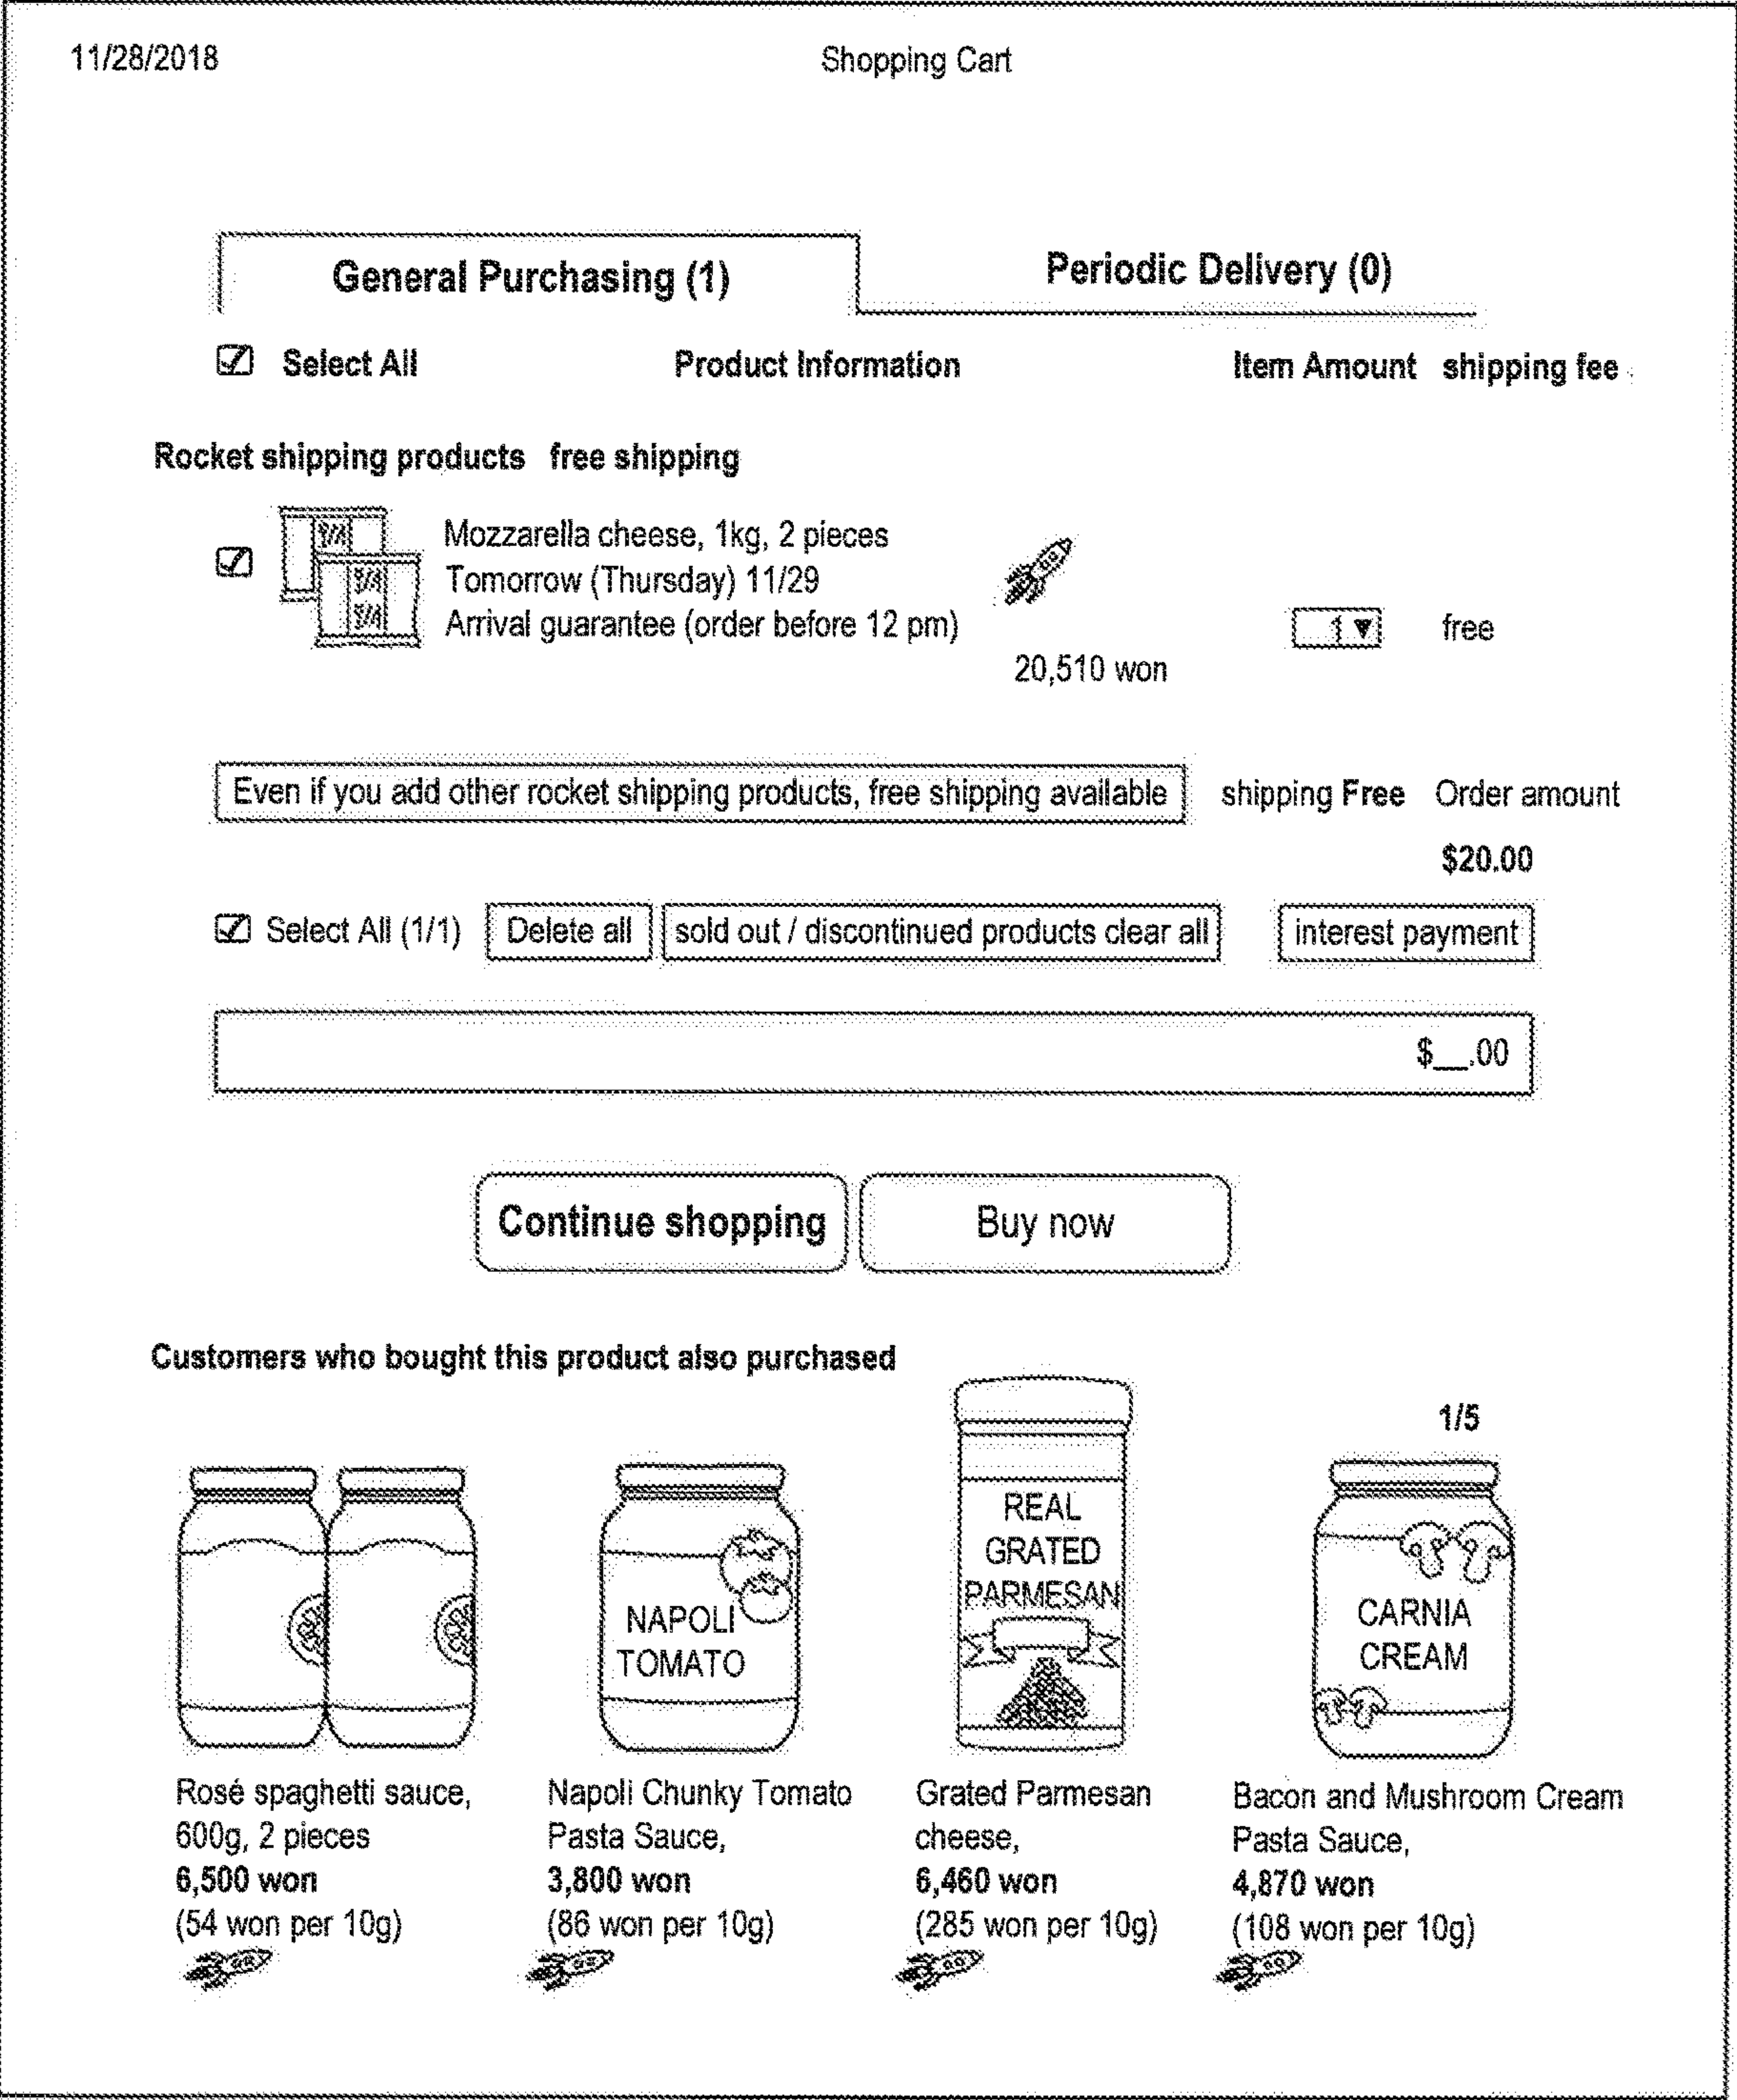 11/28/2018
Shopping Cart
General Purchasing (1)
Periodic Delivery (0)
Select All
Product Information
Item Amount
shipping fee
Rocket shipping products free shipping
Mozzarella cheese, 1kg, 2 pieces
Tomorrow (Thursday) 11/29
Arrival guarantee (order before 12 pm)
1▼
free
20,510 won
Even if you add other rocket shipping products, free shipping available
shipping Free
Order amount
$20.00
Select All (1/1)
Delete all
sold out / discontinued products clear all
interest payment
$__.00
Continue shopping
Buy now
Customers who bought this product also purchased
1/5
NAPOLI
TOMATO
REAL
GRATED
PARMESAN
CARNIA
CREAM
Rosé spaghetti sauce,
600g, 2 pieces
6,500 won
(54 won per 10g)
Napoli Chunky Tomato
Pasta Sauce,
3,800 won
(86 won per 10g)
Grated Parmesan
cheese,
6,460 won
(285 won per 10g)
Bacon and Mushroom Cream
Pasta Sauce,
4,870 won
(108 won per 10g)